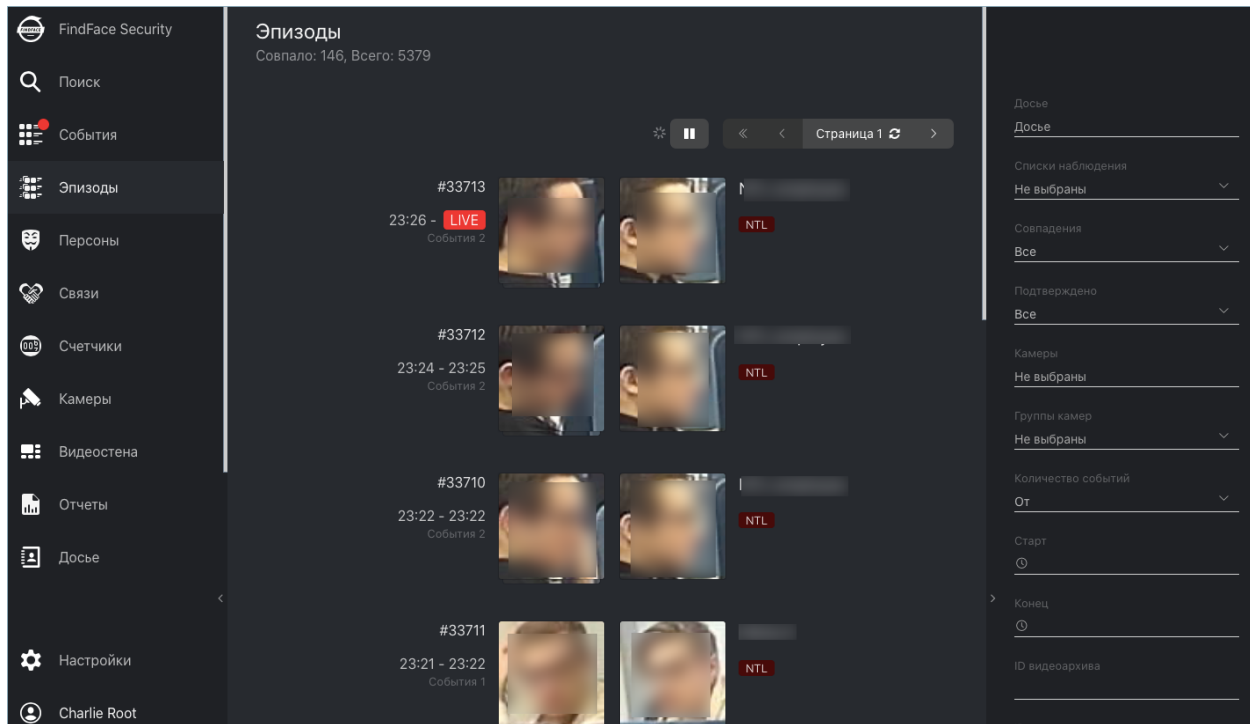 FindFace Security
Поиск
События
Эпизоды
Персоны
Связи
Счетчики
Камеры
Видеостена
Отчеты
Досье
Настройки
Charlie Root
Эпизоды
Совпало: 146, Всего: 5379
Страница 1
#33713
23:26 - LIVE
События 2
NTL
#33712
23:24 - 23:25
События 2
NTL
#33710
23:22 - 23:22
События 2
NTL
#33711
23:21 - 23:22
События 1
NTL
Досье
Досье
Списки наблюдения
Не выбраны
Совпадения
Все
Подтверждено
Все
Камеры
Не выбраны
Группы камер
Не выбраны
Количество событий
От
Старт
Конец
ID видеоархива